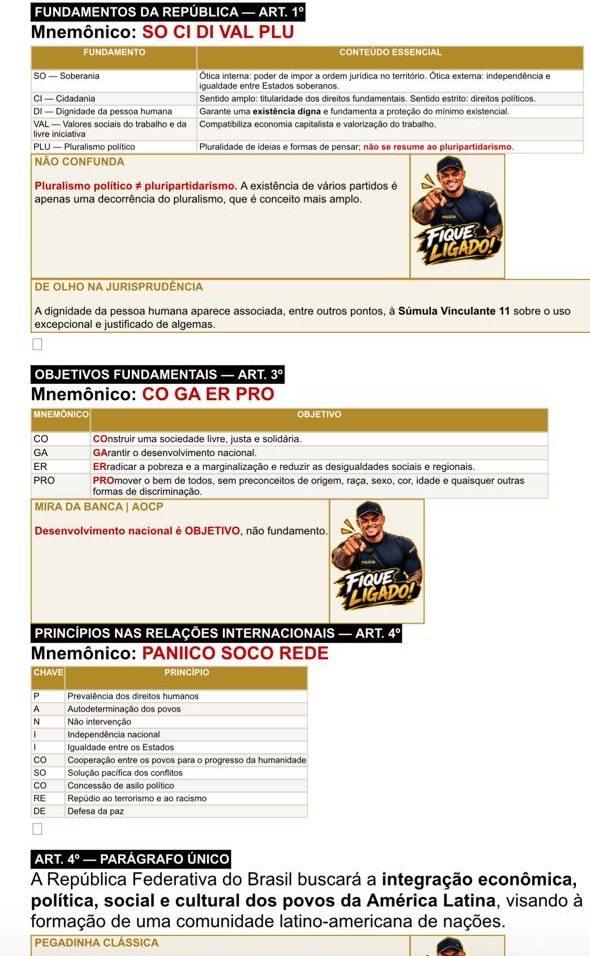 FUNDAMENTOS DA REPÚBLICA — ART. 1º
Mnemônico: SO CI DI VAL PLU
FUNDAMENTO CONTEÚDO ESSENCIAL
SO — Soberania Ótica interna: poder de impor a ordem jurídica no território. Ótica externa: independência e
igualdade entre Estados soberanos.
CI — Cidadania Sentido amplo: titularidade dos direitos fundamentais. Sentido estrito: direitos políticos.
DI — Dignidade da pessoa humana Garante uma existência digna e fundamenta a proteção do mínimo existencial.
VAL — Valores sociais do trabalho e da Compatibiliza economia capitalista e valorização do trabalho.
livre iniciativa
PLU — Pluralismo político Pluralidade de ideias e formas de pensar; não se resume ao pluripartidarismo.
NÃO CONFUNDA
Pluralismo político ≠ pluripartidarismo. A existência de vários partidos é
apenas uma decorrência do pluralismo, que é conceito mais amplo.
POLÍCIA
FIQUE
LIGADO!
DE OLHO NA JURISPRUDÊNCIA
A dignidade da pessoa humana aparece associada, entre outros pontos, à Súmula Vinculante 11 sobre o uso
excepcional e justificado de algemas.
OBJETIVOS FUNDAMENTAIS — ART. 3º
Mnemônico: CO GA ER PRO
MNEMÔNICO OBJETIVO
CO COnstruir uma sociedade livre, justa e solidária.
GA GArantir o desenvolvimento nacional.
ER ERradicar a pobreza e a marginalização e reduzir as desigualdades sociais e regionais.
PRO PROmover o bem de todos, sem preconceitos de origem, raça, sexo, cor, idade e quaisquer outras
formas de discriminação.
MIRA DA BANCA | AOCP
Desenvolvimento nacional é OBJETIVO, não fundamento.
POLÍCIA
FIQUE
LIGADO!
PRINCÍPIOS NAS RELAÇÕES INTERNACIONAIS — ART. 4º
Mnemônico: PANIICO SOCO REDE
CHAVE PRINCÍPIO
P Prevalência dos direitos humanos
A Autodeterminação dos povos
N Não intervenção
I Independência nacional
I Igualdade entre os Estados
CO Cooperação entre os povos para o progresso da humanidade
SO Solução pacífica dos conflitos
CO Concessão de asilo político
RE Repúdio ao terrorismo e ao racismo
DE Defesa da paz
ART. 4º — PARÁGRAFO ÚNICO
A República Federativa do Brasil buscará a integração econômica,
política, social e cultural dos povos da América Latina, visando à
formação de uma comunidade latino-americana de nações.
PEGADINHA CLÁSSICA